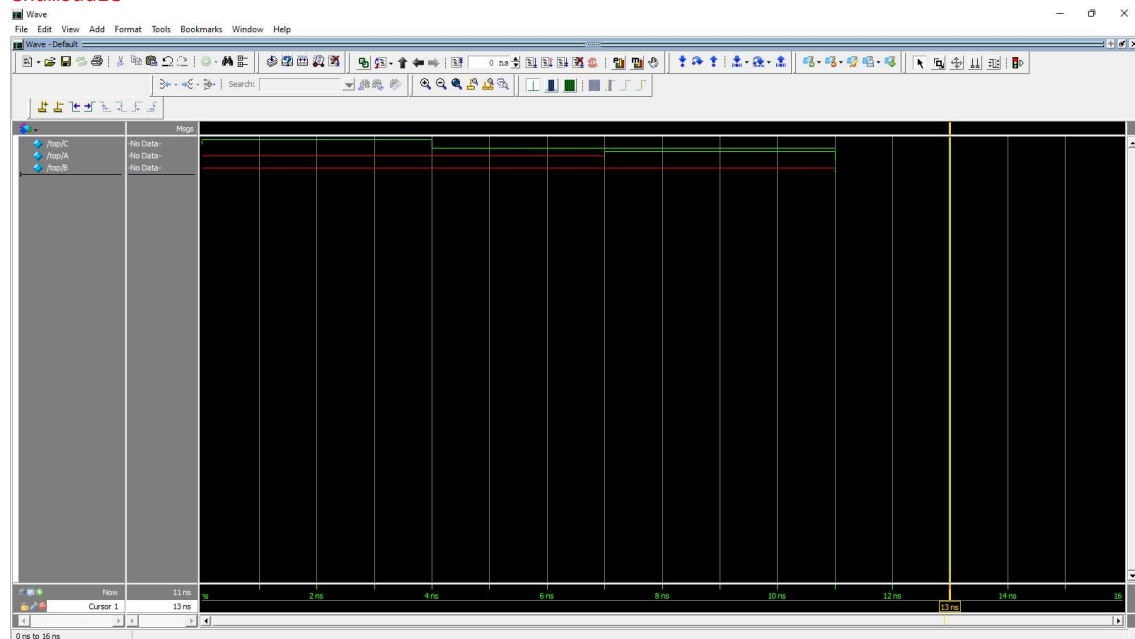 Wave
File Edit View Add Format Tools Bookmarks Window Help
Wave - Default
0 ns
Search:
Msgs
/top/C -No Data-
/top/A -No Data-
/top/B -No Data-
Now 11 ns
ns 2 ns 4 ns 6 ns 8 ns 10 ns 12 ns 14 ns 16
Cursor 1 13 ns
13 ns
0 ns to 16 ns